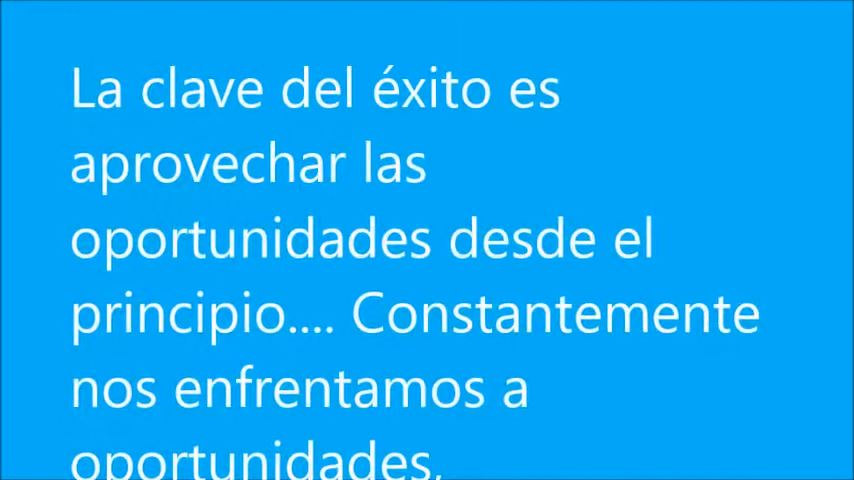 La clave del éxito es
aprovechar las
oportunidades desde el
principio.... Constantemente
nos enfrentamos a
oportunidades,